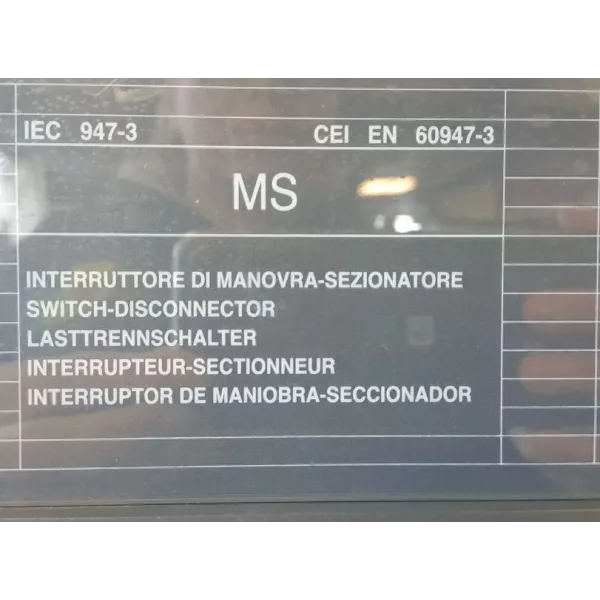 IEC 947-3 CEI EN 60947-3
MS
INTERRUTTORE DI MANOVRA-SEZIONATORE
SWITCH-DISCONNECTOR
LASTTRENNSCHALTER
INTERRUPTEUR-SECTIONNEUR
INTERRUPTOR DE MANIOBRA-SECCIONADOR